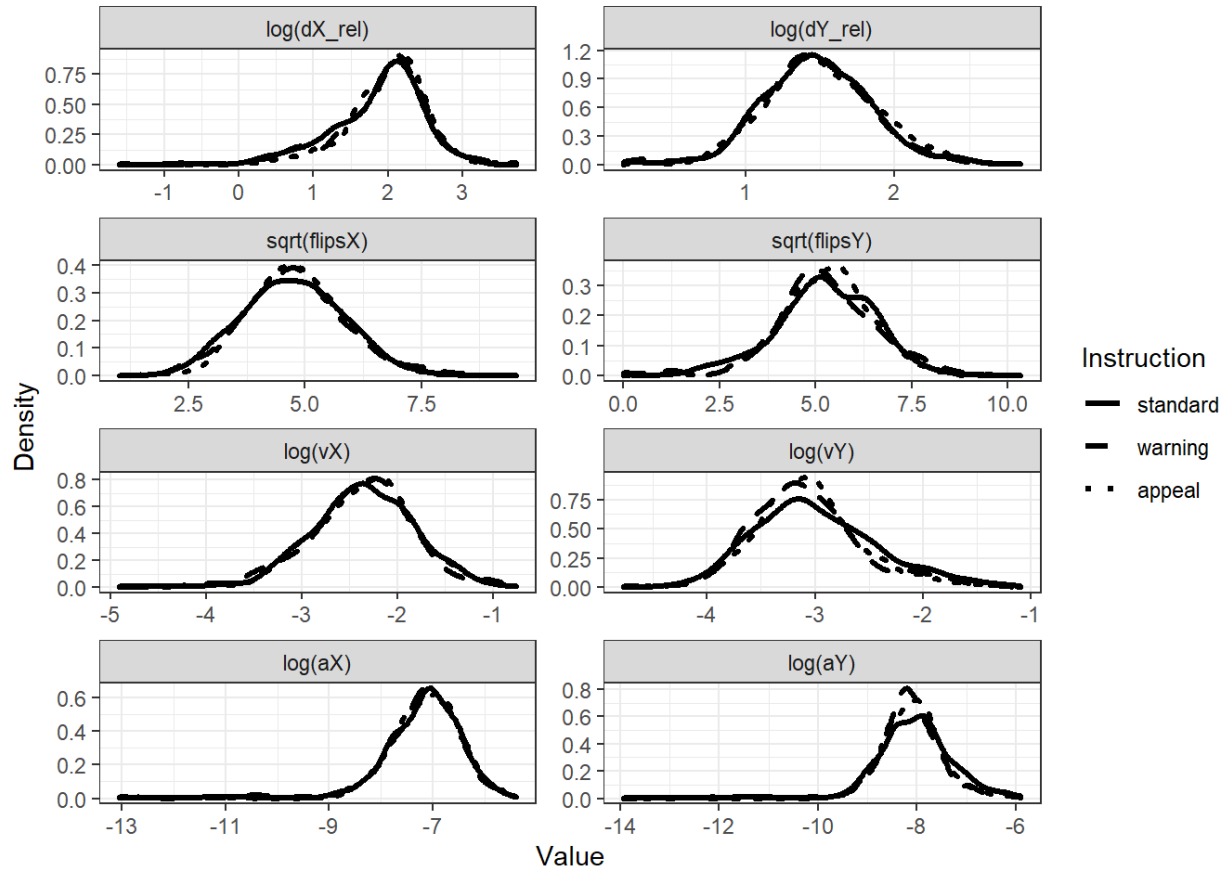 log(dX_rel)
0.75
0.50
0.25
0.00
-1 0 1 2 3
log(dY_rel)
1.2
0.9
0.6
0.3
0.0
1 2
sqrt(flipsX)
0.4
0.3
0.2
0.1
0.0
2.5 5.0 7.5
sqrt(flipsY)
0.3
0.2
0.1
0.0
0.0 2.5 5.0 7.5 10.0
log(vX)
0.8
0.6
0.4
0.2
0.0
-5 -4 -3 -2 -1
log(vY)
0.75
0.50
0.25
0.00
-4 -3 -2 -1
log(aX)
0.6
0.4
0.2
0.0
-13 -11 -9 -7
log(aY)
0.8
0.6
0.4
0.2
0.0
-14 -12 -10 -8 -6
Density
Value
Instruction
standard
warning
appeal